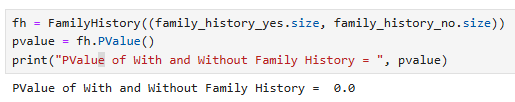 fh = FamilyHistory((family_history_yes.size, family_history_no.size))
pvalue = fh.PValue()
print("PValue of With and Without Family History = ", pvalue)
PValue of With and Without Family History =  0.0